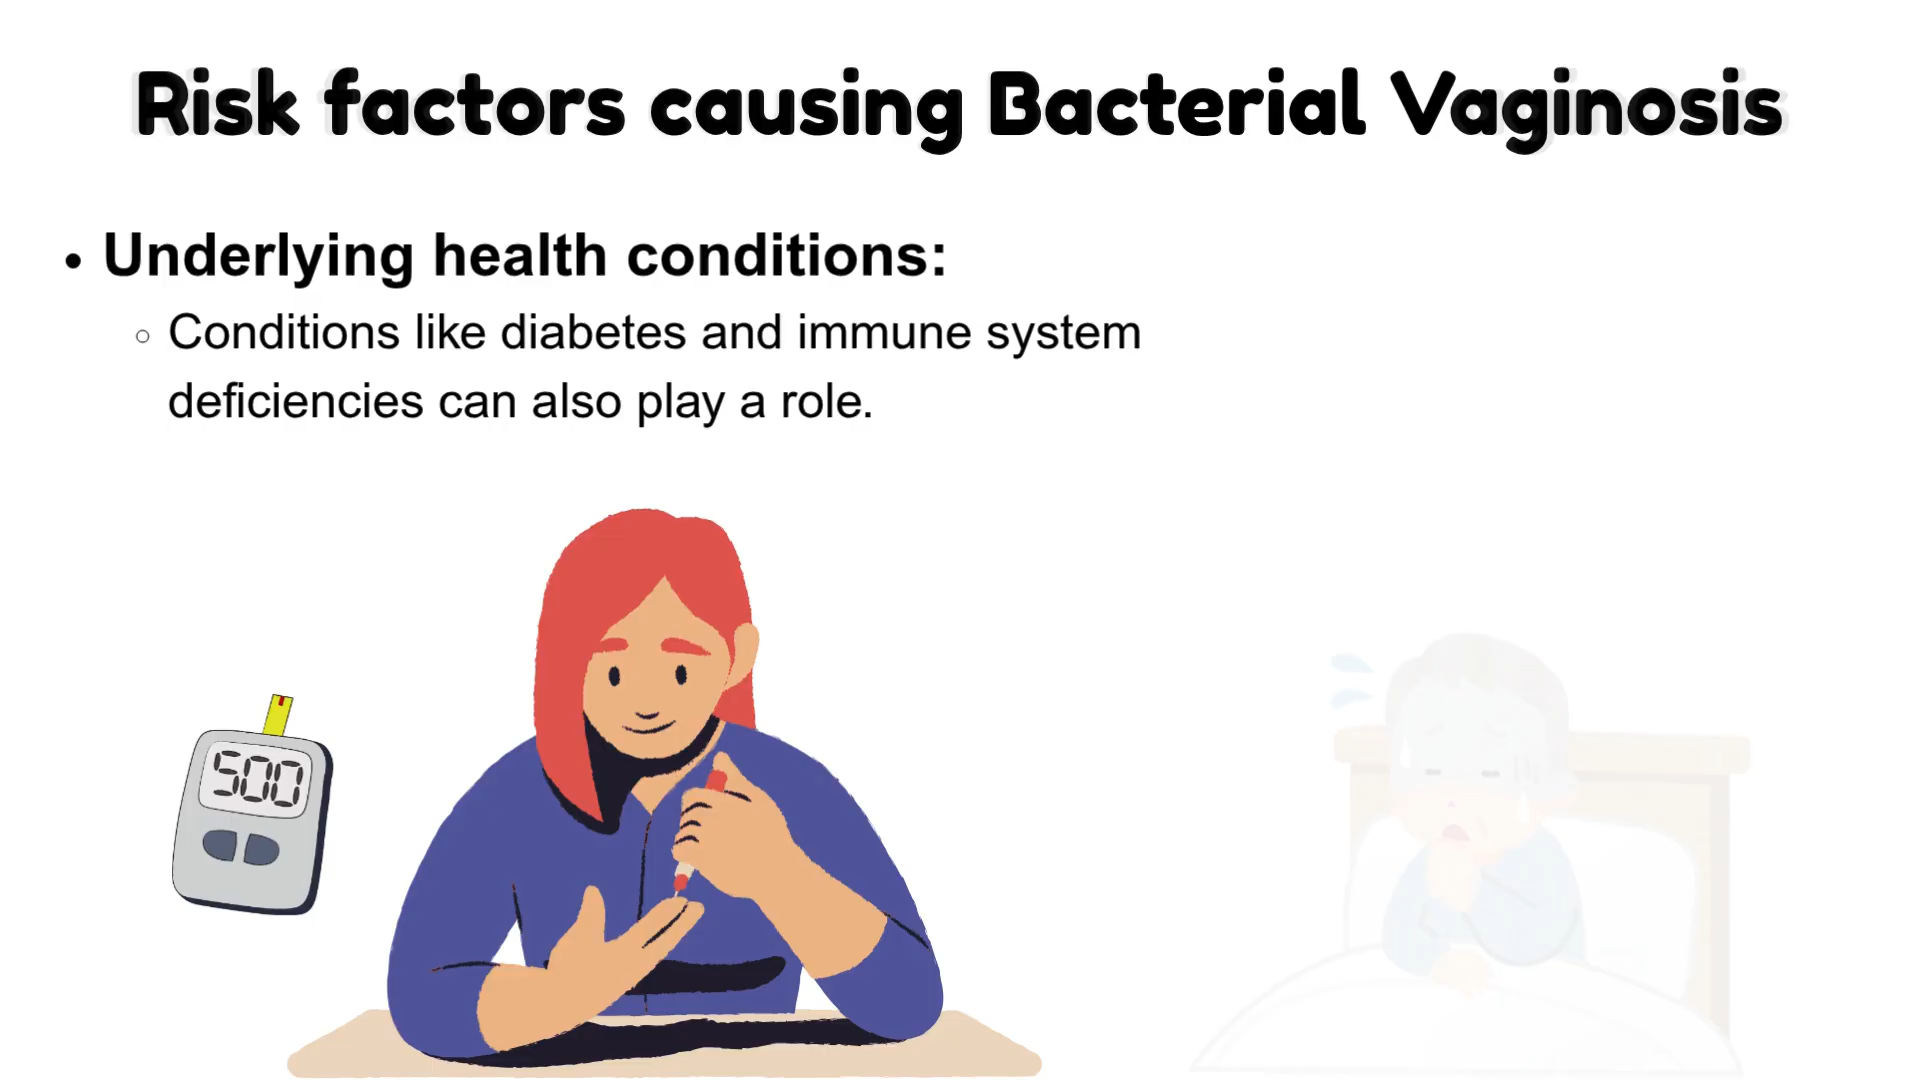 Risk factors causing Bacterial Vaginosis
• Underlying health conditions:
○ Conditions like diabetes and immune system
deficiencies can also play a role.
500